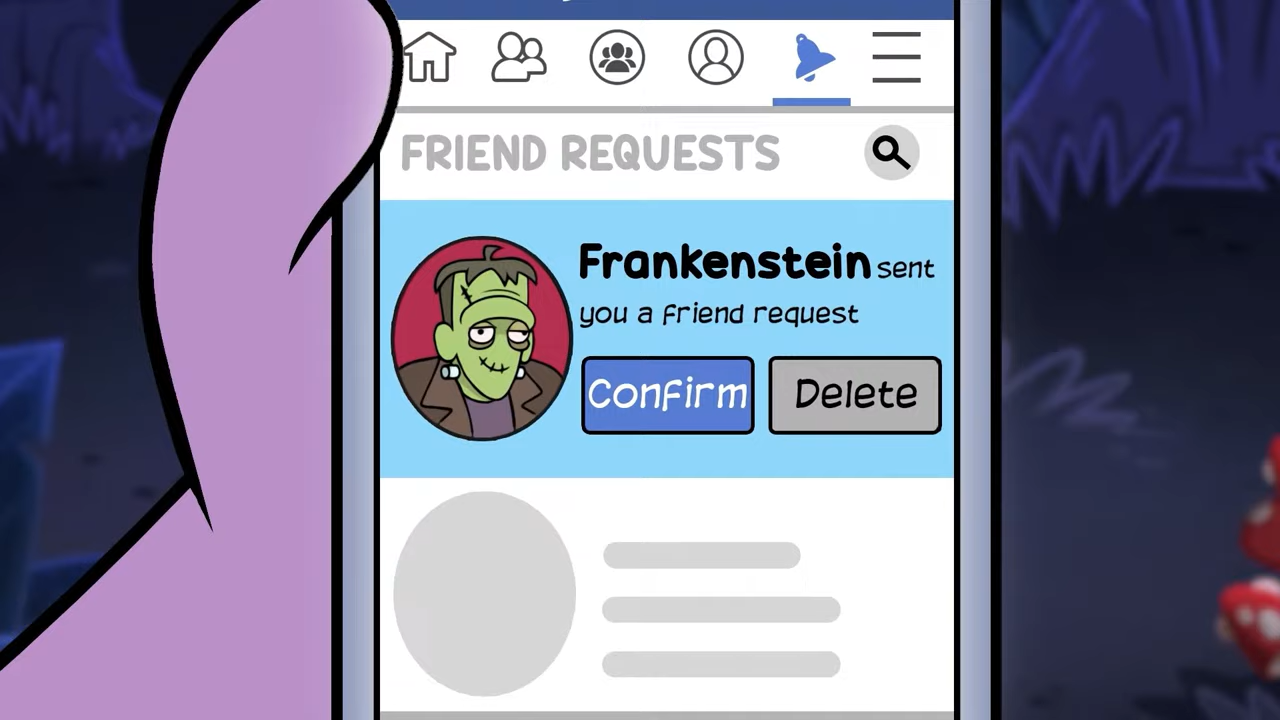 FRIEND REQUESTS
Frankenstein sent
you a friend request
Confirm
Delete